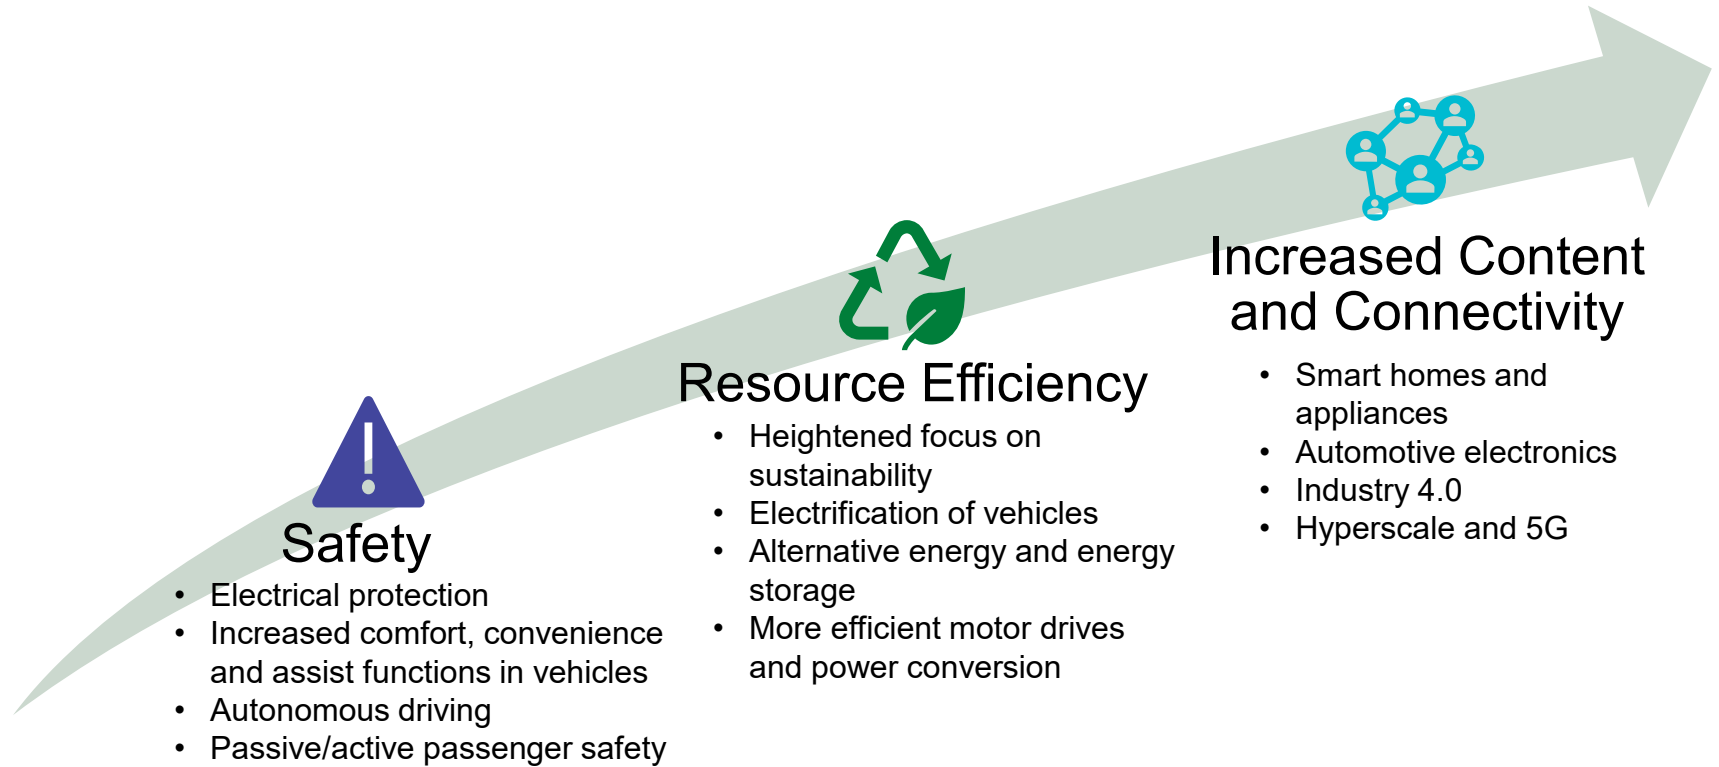 Safety
• Electrical protection
• Increased comfort, convenience
and assist functions in vehicles
• Autonomous driving
• Passive/active passenger safety
Resource Efficiency
• Heightened focus on
sustainability
• Electrification of vehicles
• Alternative energy and energy
storage
• More efficient motor drives
and power conversion
Increased Content
and Connectivity
• Smart homes and
appliances
• Automotive electronics
• Industry 4.0
• Hyperscale and 5G